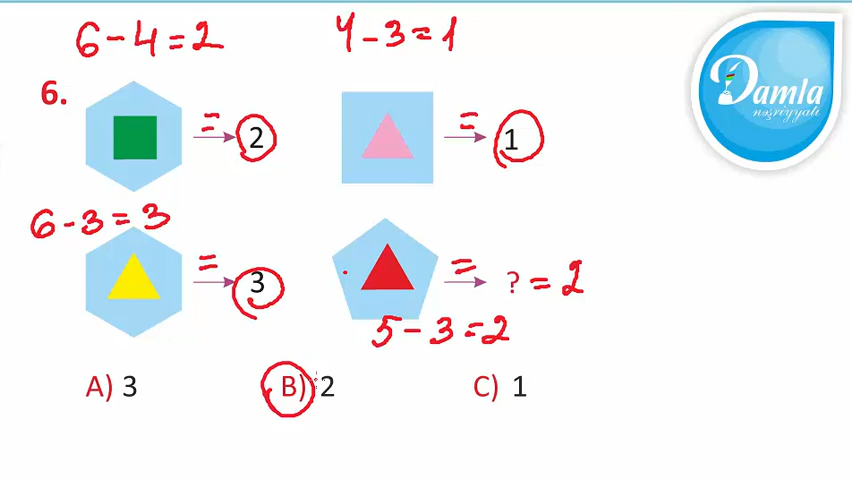 6-4=2
4-3=1
Damla
nəşriyyatı
6.
= 2
= 1
6-3=3
= 3
= ? = 2
5-3=2
A) 3
B) 2
C) 1